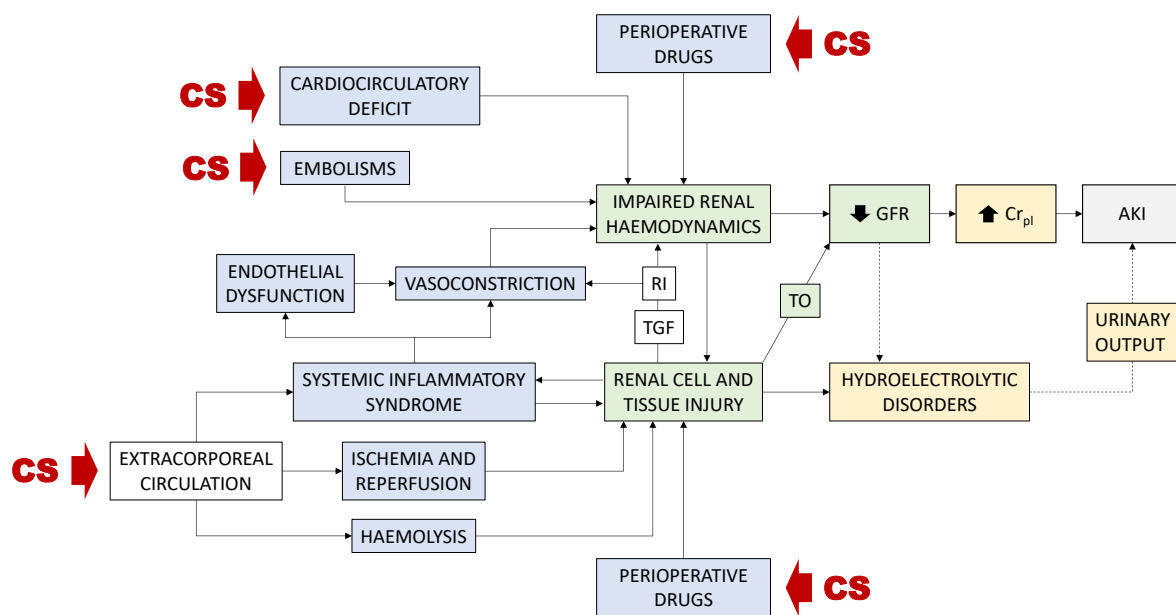 PERIOPERATIVE
DRUGS
CS
CS
CARDIOCIRCULATORY
DEFICIT
CS
EMBOLISMS
IMPAIRED RENAL
HAEMODYNAMICS
GFR
Cr_pl
AKI
ENDOTHELIAL
DYSFUNCTION
VASOCONSTRICTION
RI
TO
TGF
URINARY
OUTPUT
SYSTEMIC INFLAMMATORY
SYNDROME
RENAL CELL AND
TISSUE INJURY
HYDROELECTROLYTIC
DISORDERS
CS
EXTRACORPOREAL
CIRCULATION
ISCHEMIA AND
REPERFUSION
HAEMOLYSIS
PERIOPERATIVE
DRUGS
CS